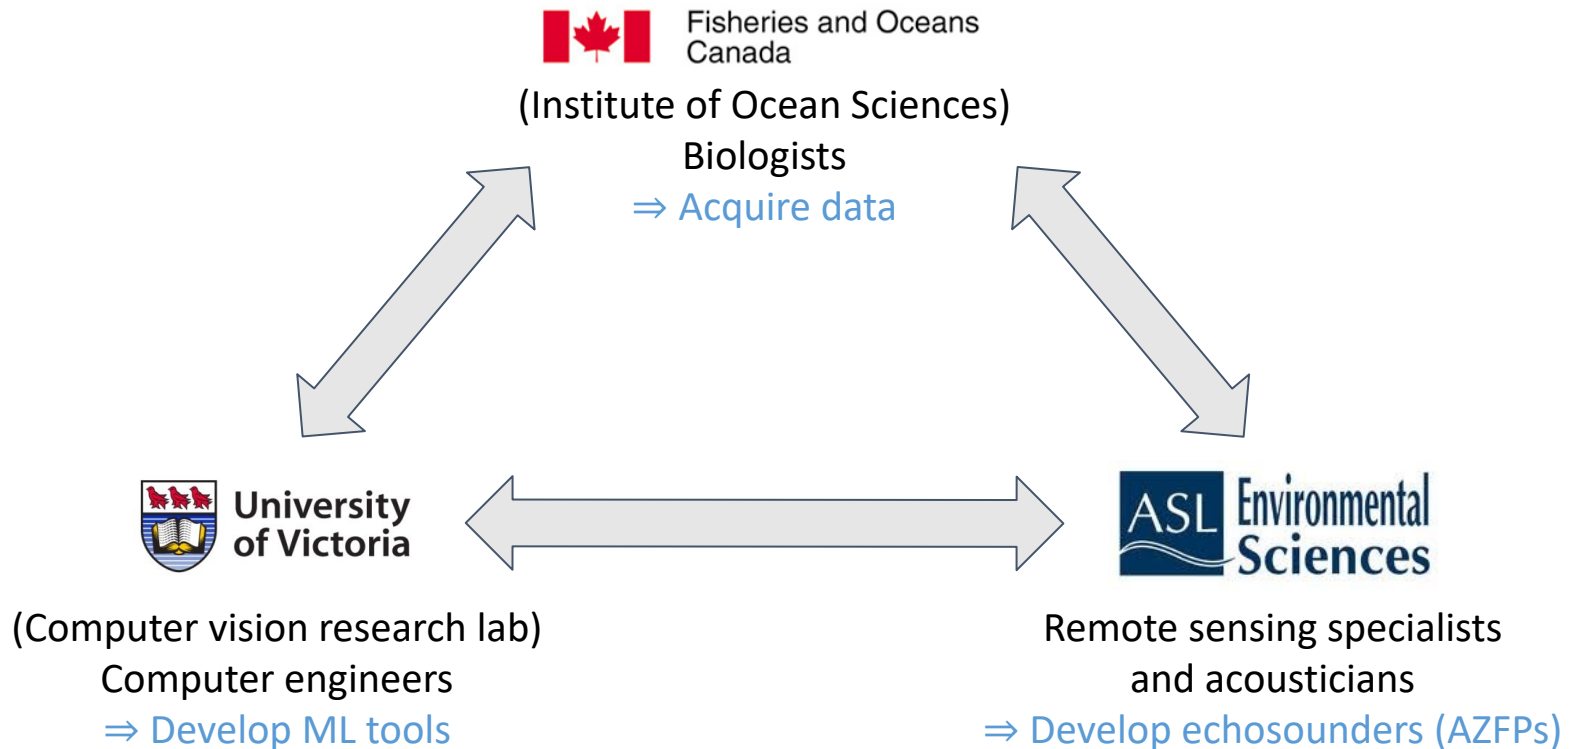 Fisheries and Oceans
Canada
(Institute of Ocean Sciences)
Biologists
⇒ Acquire data
University
of Victoria
(Computer vision research lab)
Computer engineers
⇒ Develop ML tools
ASL Environmental
Sciences
Remote sensing specialists
and acousticians
⇒ Develop echosounders (AZFPs)